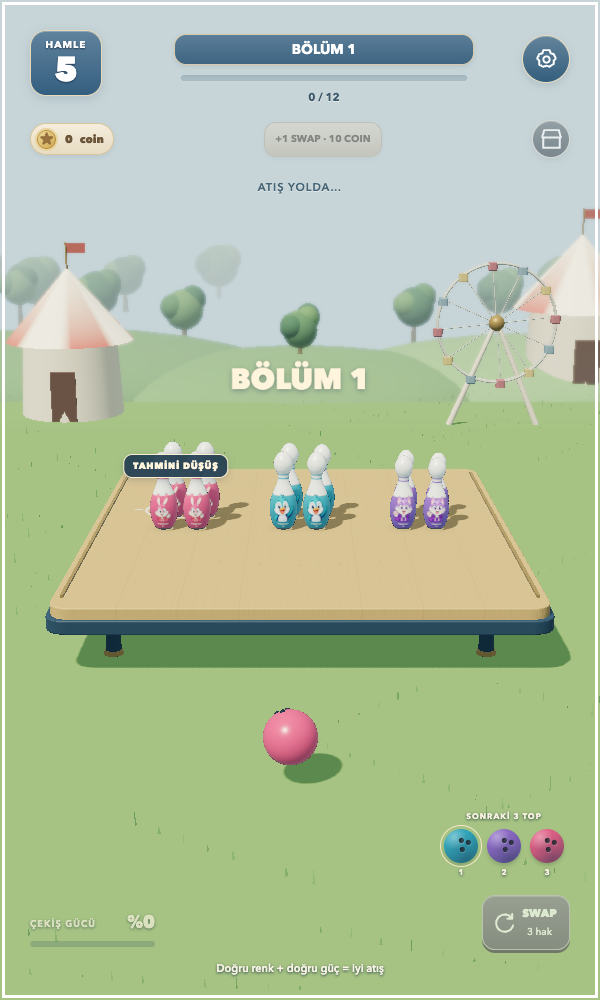 HAMLE
5
BÖLÜM 1
0 / 12
0 coin
+1 SWAP · 10 COIN
ATIŞ YOLDA...
BÖLÜM 1
TAHMİNİ DÜŞÜŞ
SONRAKİ 3 TOP
1 2 3
ÇEKİŞ GÜCÜ %0
SWAP
3 hak
Doğru renk + doğru güç = iyi atış